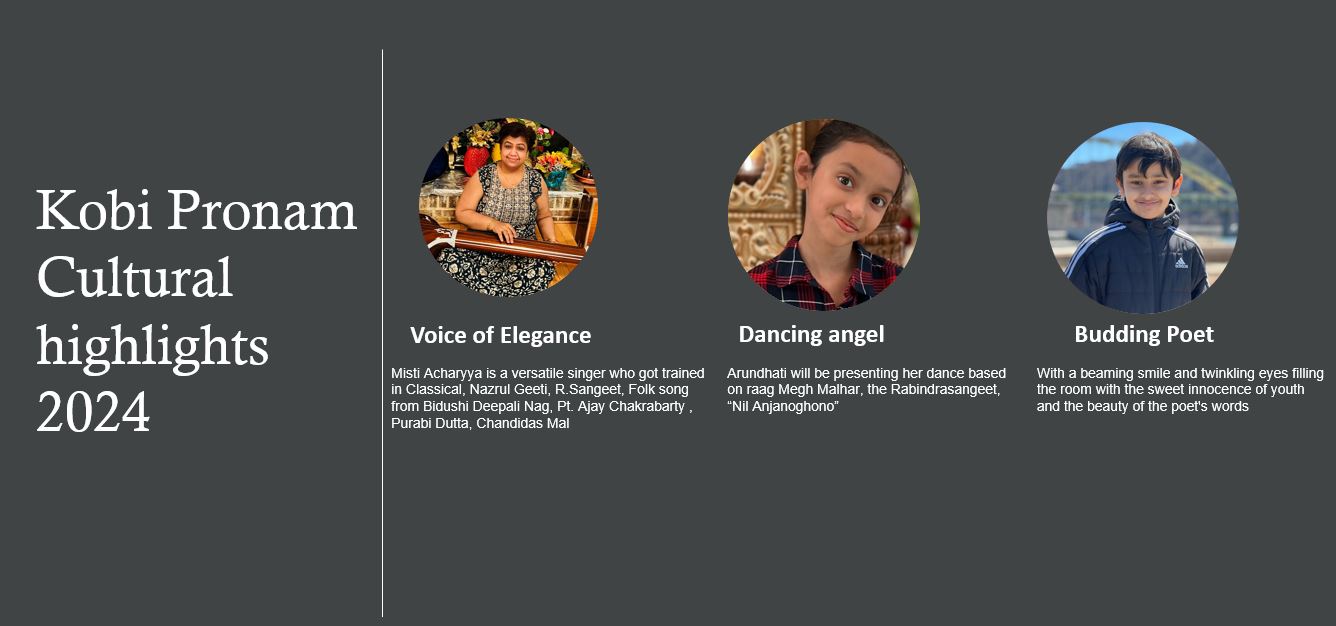 Kobi Pronam
Cultural
highlights
2024
Voice of Elegance
Misti Acharyya is a versatile singer who got trained
in Classical, Nazrul Geeti, R.Sangeet, Folk song
from Bidushi Deepali Nag, Pt. Ajay Chakrabarty ,
Purabi Dutta, Chandidas Mal
Dancing angel
Arundhati will be presenting her dance based
on raag Megh Malhar, the Rabindrasangeet,
“Nil Anjanoghono”
Budding Poet
With a beaming smile and twinkling eyes filling
the room with the sweet innocence of youth
and the beauty of the poet's words
adidas